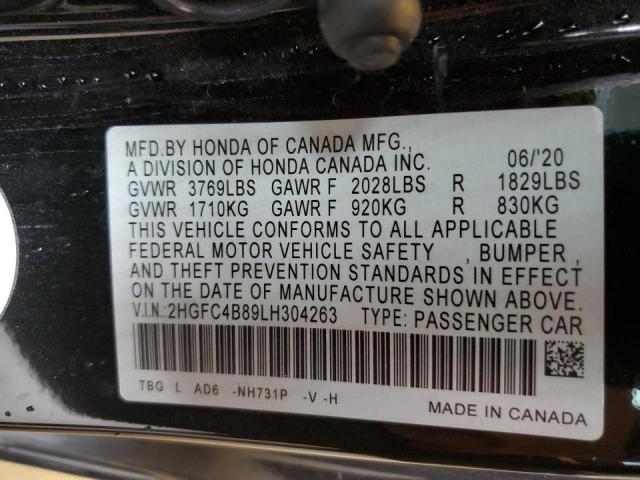 MFD.BY HONDA OF CANADA MFG.,
A DIVISION OF HONDA CANADA INC. 06/'20
GVWR 3769LBS GAWR F 2028LBS R 1829LBS
GVWR 1710KG GAWR F 920KG R 830KG
THIS VEHICLE CONFORMS TO ALL APPLICABLE
FEDERAL MOTOR VEHICLE SAFETY , BUMPER ,
AND THEFT PREVENTION STANDARDS IN EFFECT
ON THE DATE OF MANUFACTURE SHOWN ABOVE.
V.I.N.:2HGFC4B89LH304263 TYPE: PASSENGER CAR
TBG L AD6 -NH731P -V -H
MADE IN CANADA